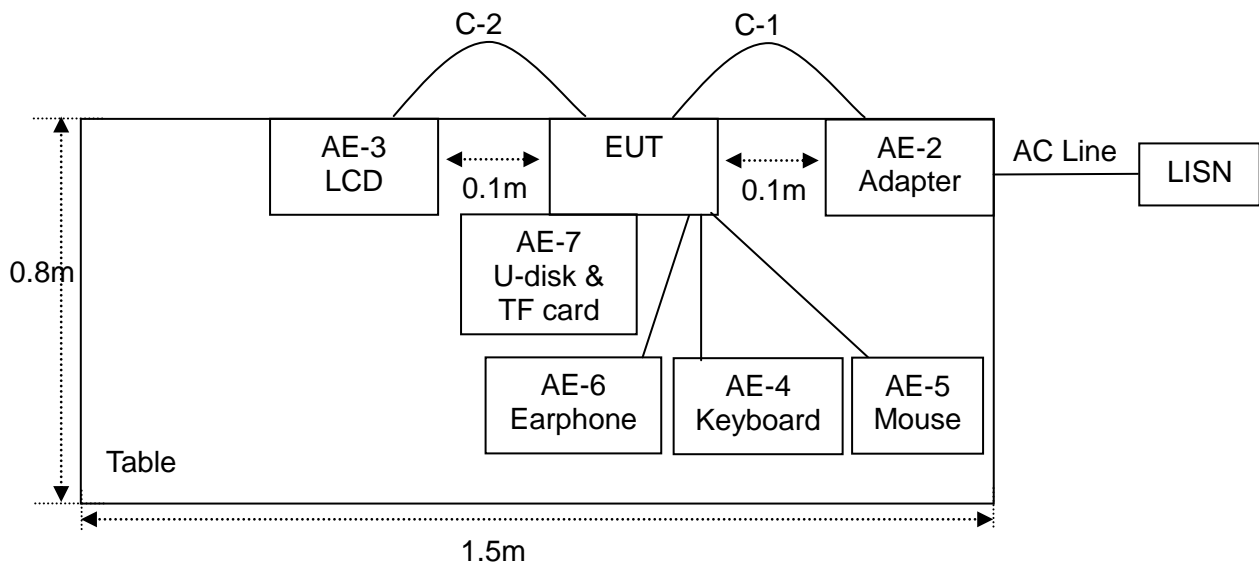 C-2
C-1
AE-3
LCD
EUT
AE-2
Adapter
AC Line
LISN
0.1m
0.1m
AE-7
U-disk &
TF card
0.8m
AE-6
Earphone
AE-4
Keyboard
AE-5
Mouse
Table
1.5m